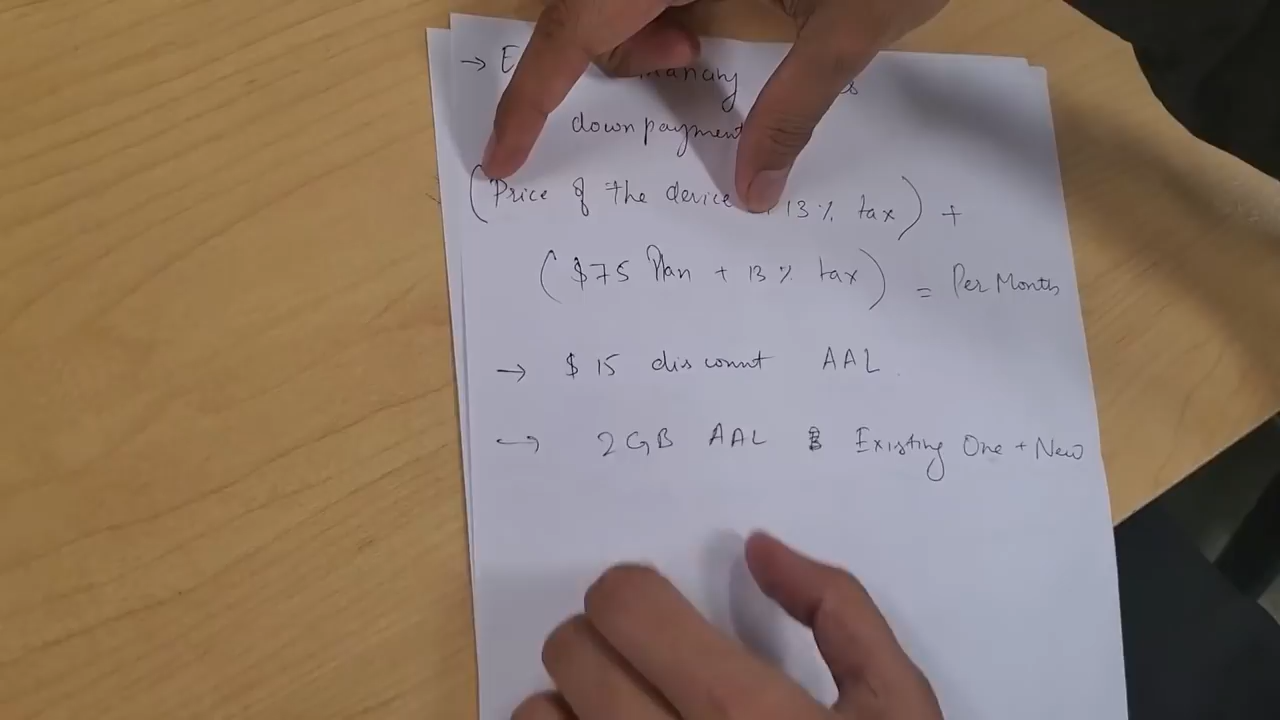 →
down payment
(Price of the device 13% tax) +
($75 Plan + 13% tax) = Per Month
→ $15 discount AAL.
→ 2GB AAL Existing One + New